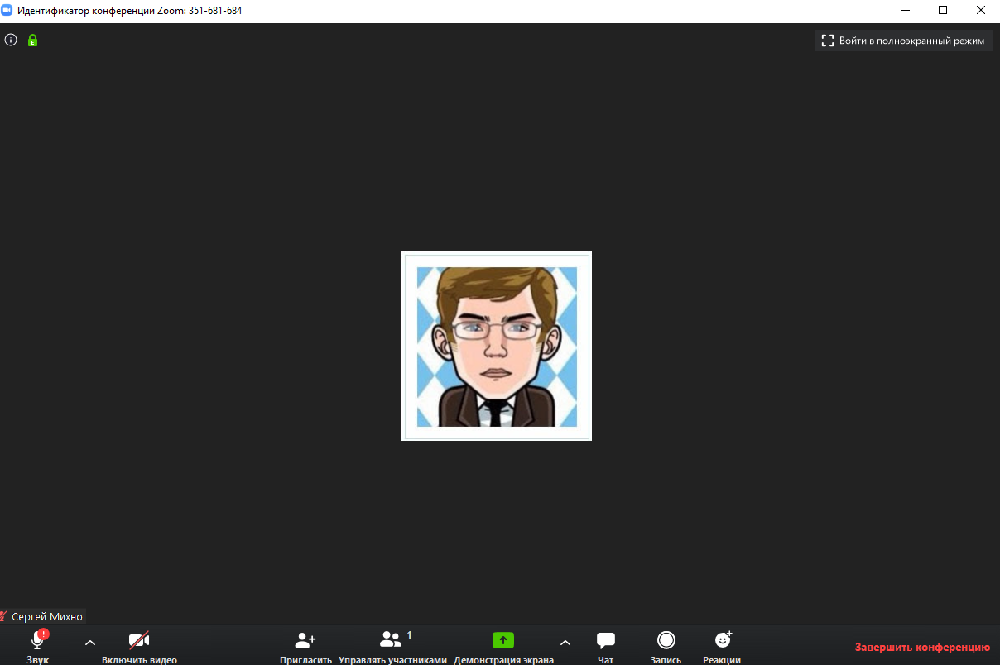 Идентификатор конференции Zoom: 351-681-684
Войти в полноэкранный режим
Сергей Михно
1
Звук
Включить видео
Пригласить
Управлять участниками
Демонстрация экрана
Чат
Запись
Реакции
Завершить конференцию